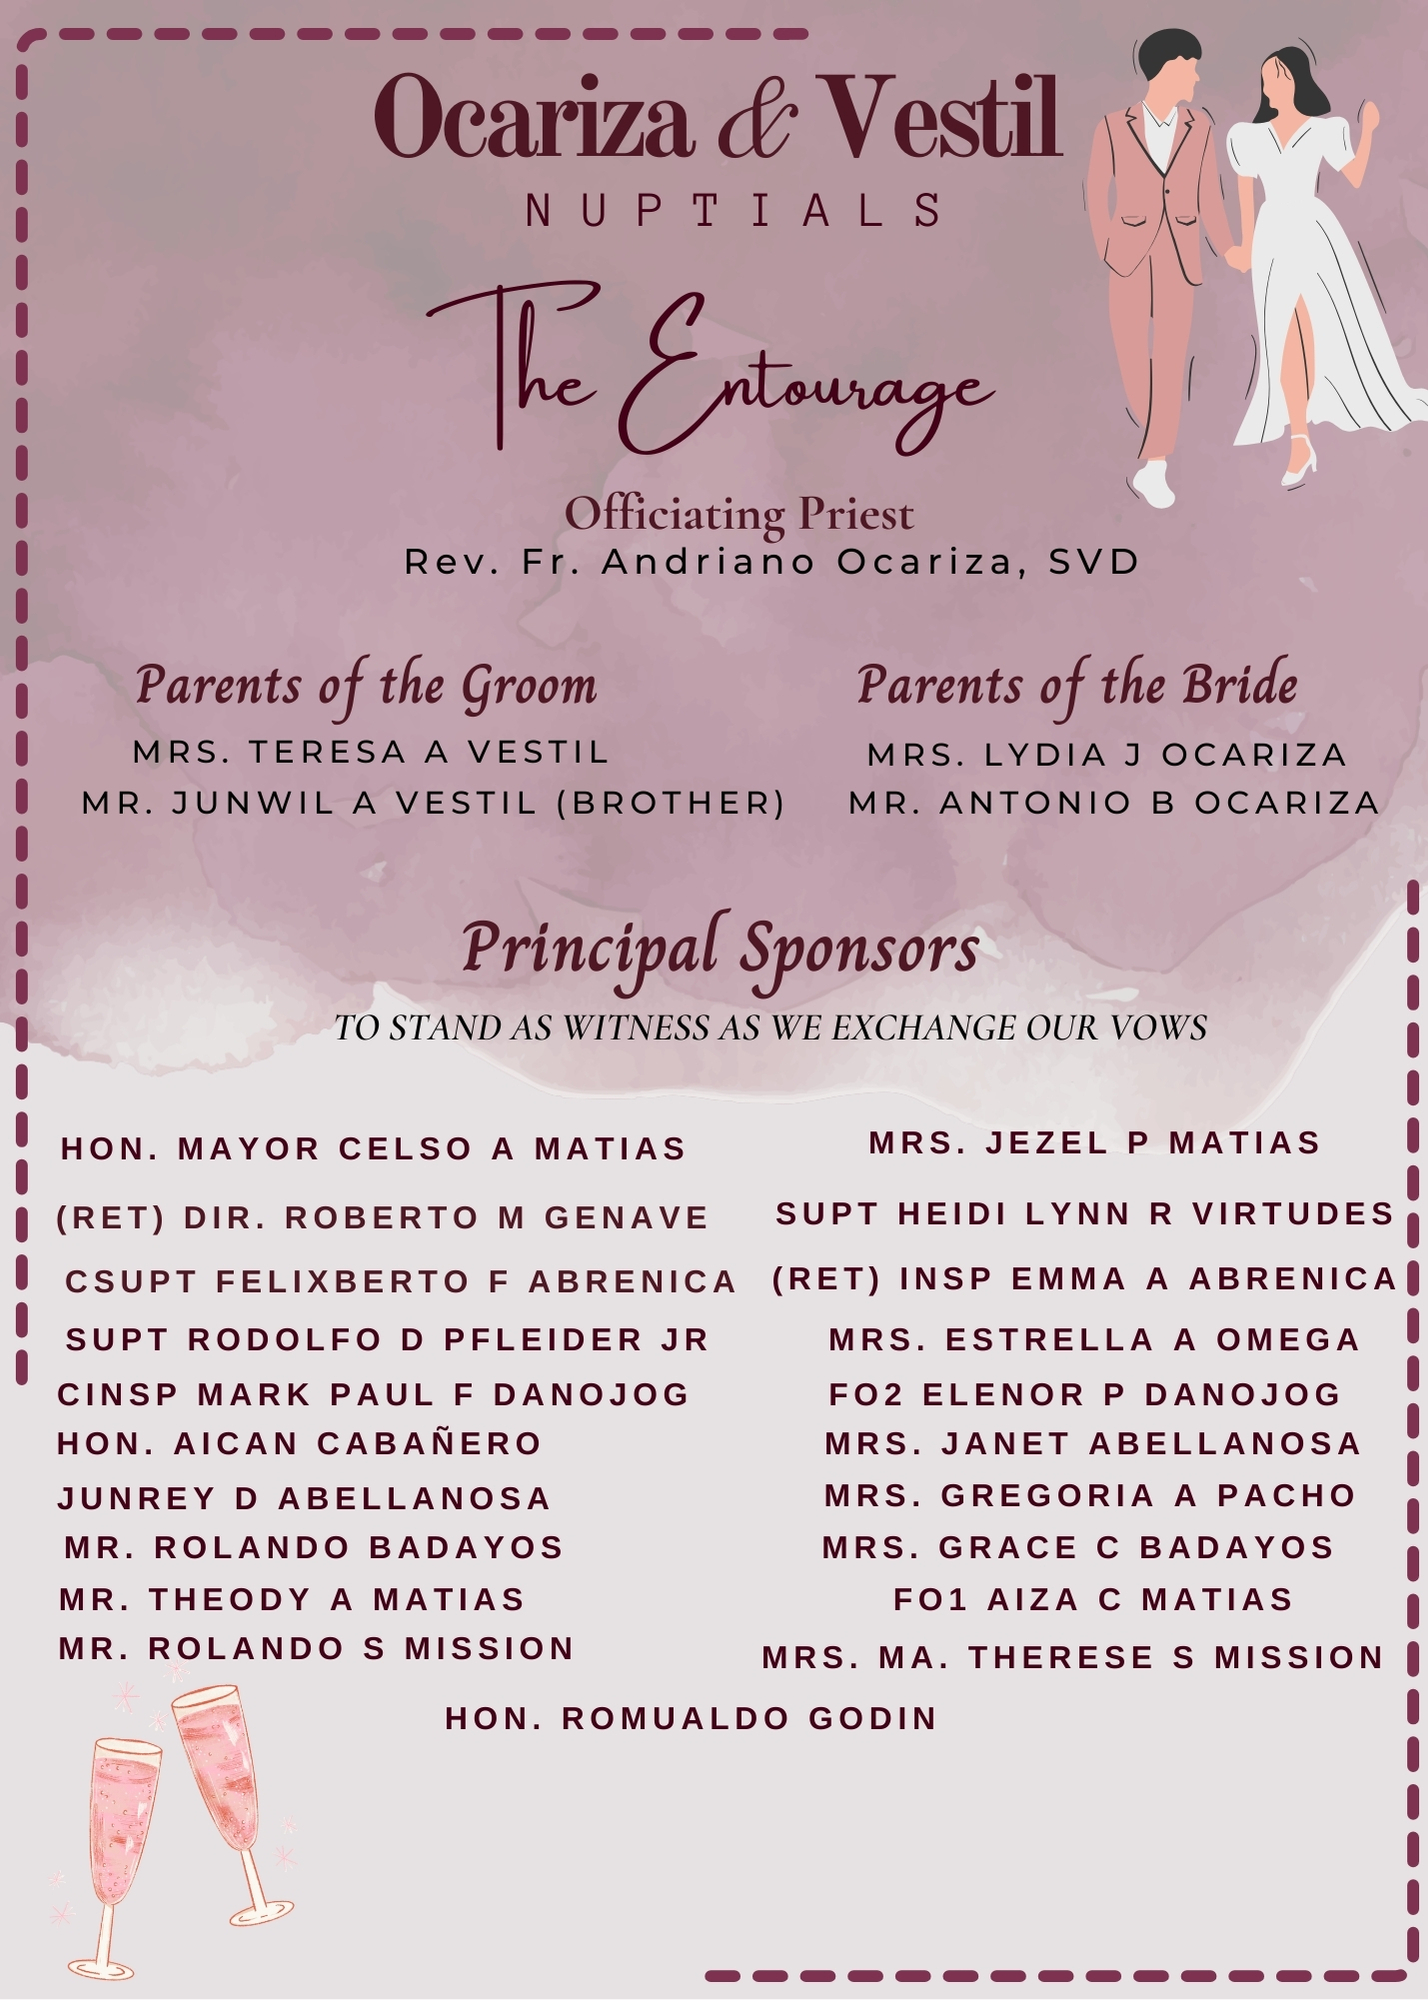 Ocariza & Vestil
NUPTIALS
The Entourage
Officiating Priest
Rev. Fr. Andriano Ocariza, SVD
Parents of the Groom
MRS. TERESA A VESTIL
MR. JUNWIL A VESTIL (BROTHER)
Parents of the Bride
MRS. LYDIA J OCARIZA
MR. ANTONIO B OCARIZA
Principal Sponsors
TO STAND AS WITNESS AS WE EXCHANGE OUR VOWS
HON. MAYOR CELSO A MATIAS
(RET) DIR. ROBERTO M GENAVE
CSUPT FELIXBERTO F ABRENICA
SUPT RODOLFO D PFLEIDER JR
CINSP MARK PAUL F DANOJOG
HON. AICAN CABAÑERO
JUNREY D ABELLANOSA
MR. ROLANDO BADAYOS
MR. THEODY A MATIAS
MR. ROLANDO S MISSION
MRS. JEZEL P MATIAS
SUPT HEIDI LYNN R VIRTUDES
(RET) INSP EMMA A ABRENICA
MRS. ESTRELLA A OMEGA
FO2 ELENOR P DANOJOG
MRS. JANET ABELLANOSA
MRS. GREGORIA A PACHO
MRS. GRACE C BADAYOS
FO1 AIZA C MATIAS
MRS. MA. THERESE S MISSION
HON. ROMUALDO GODIN